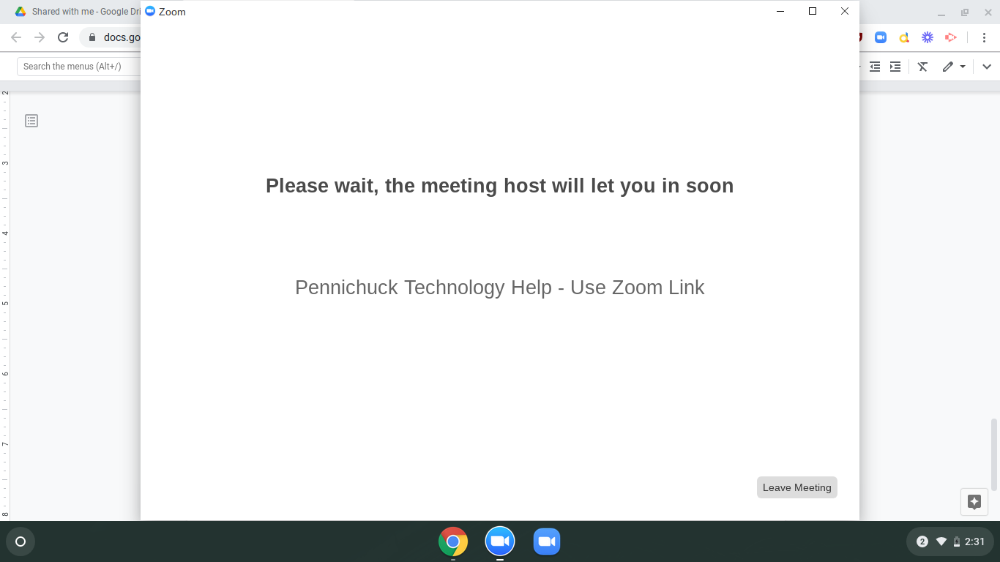 Shared with me - Google Dri
Zoom
docs.go
Search the menus (Alt+/)
2
3
4
5
6
7
8
Please wait, the meeting host will let you in soon
Pennichuck Technology Help - Use Zoom Link
Leave Meeting
2
2:31